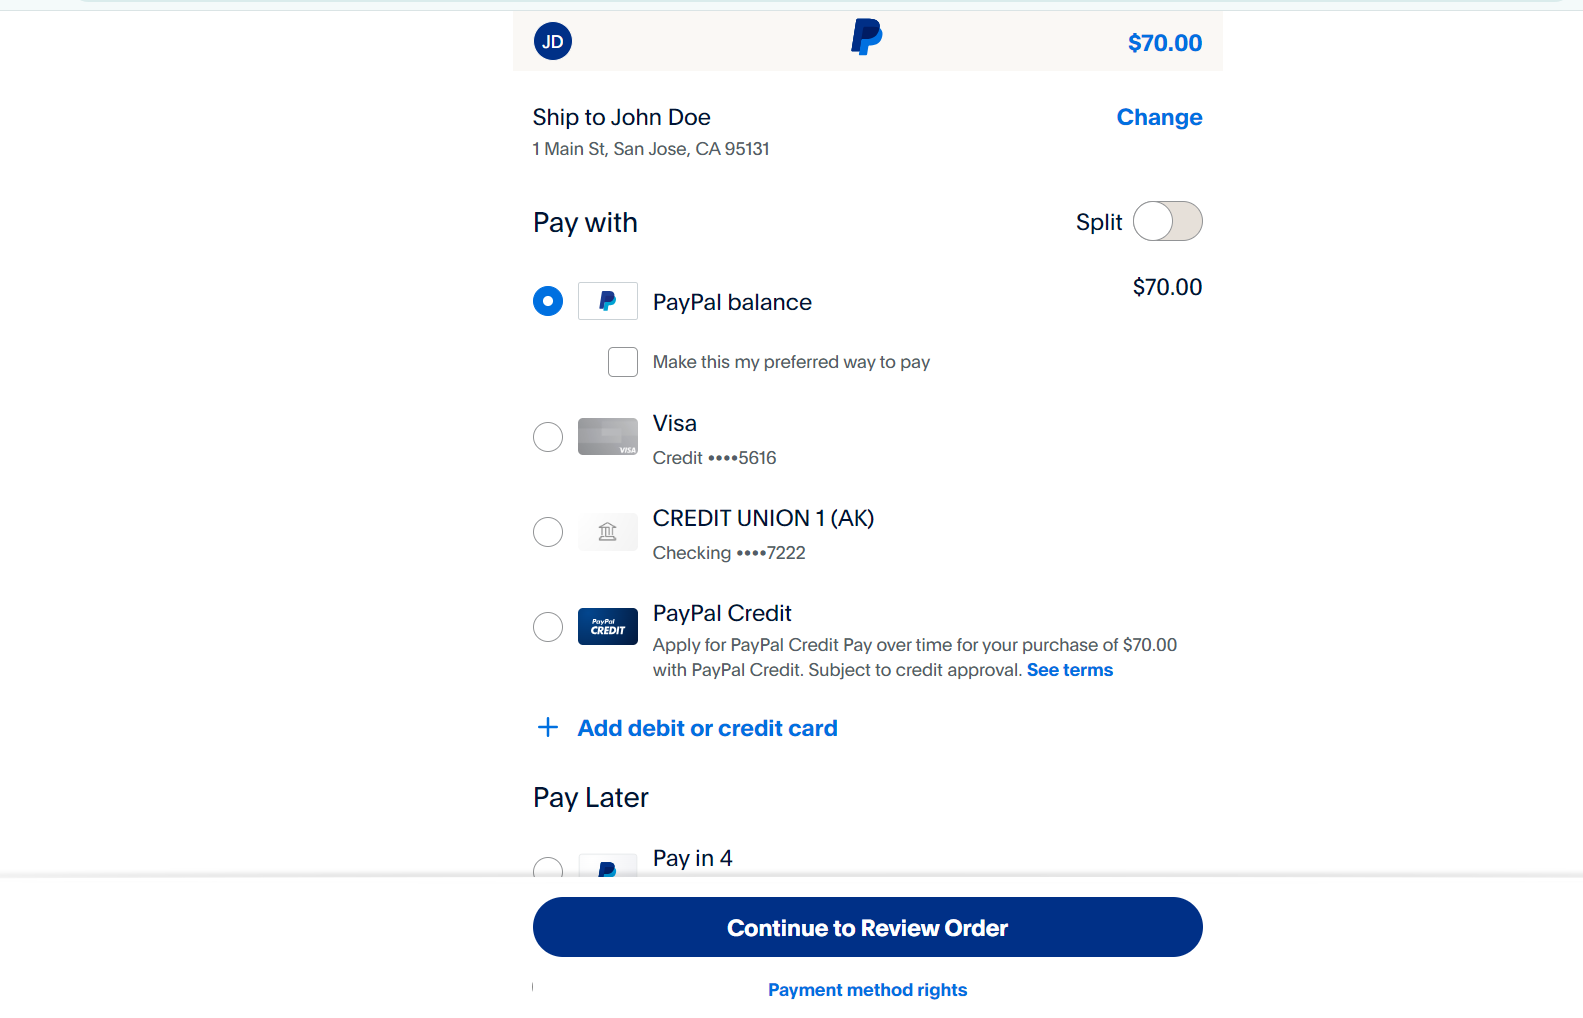 JD
$70.00
Ship to John Doe
Change
1 Main St, San Jose, CA 95131
Pay with
Split
PayPal balance
$70.00
Make this my preferred way to pay
Visa
VISA
Credit ••••5616
CREDIT UNION 1 (AK)
Checking ••••7222
PayPal Credit
PayPal
CREDIT
Apply for PayPal Credit Pay over time for your purchase of $70.00
with PayPal Credit. Subject to credit approval. See terms
+ Add debit or credit card
Pay Later
Pay in 4
Continue to Review Order
Payment method rights